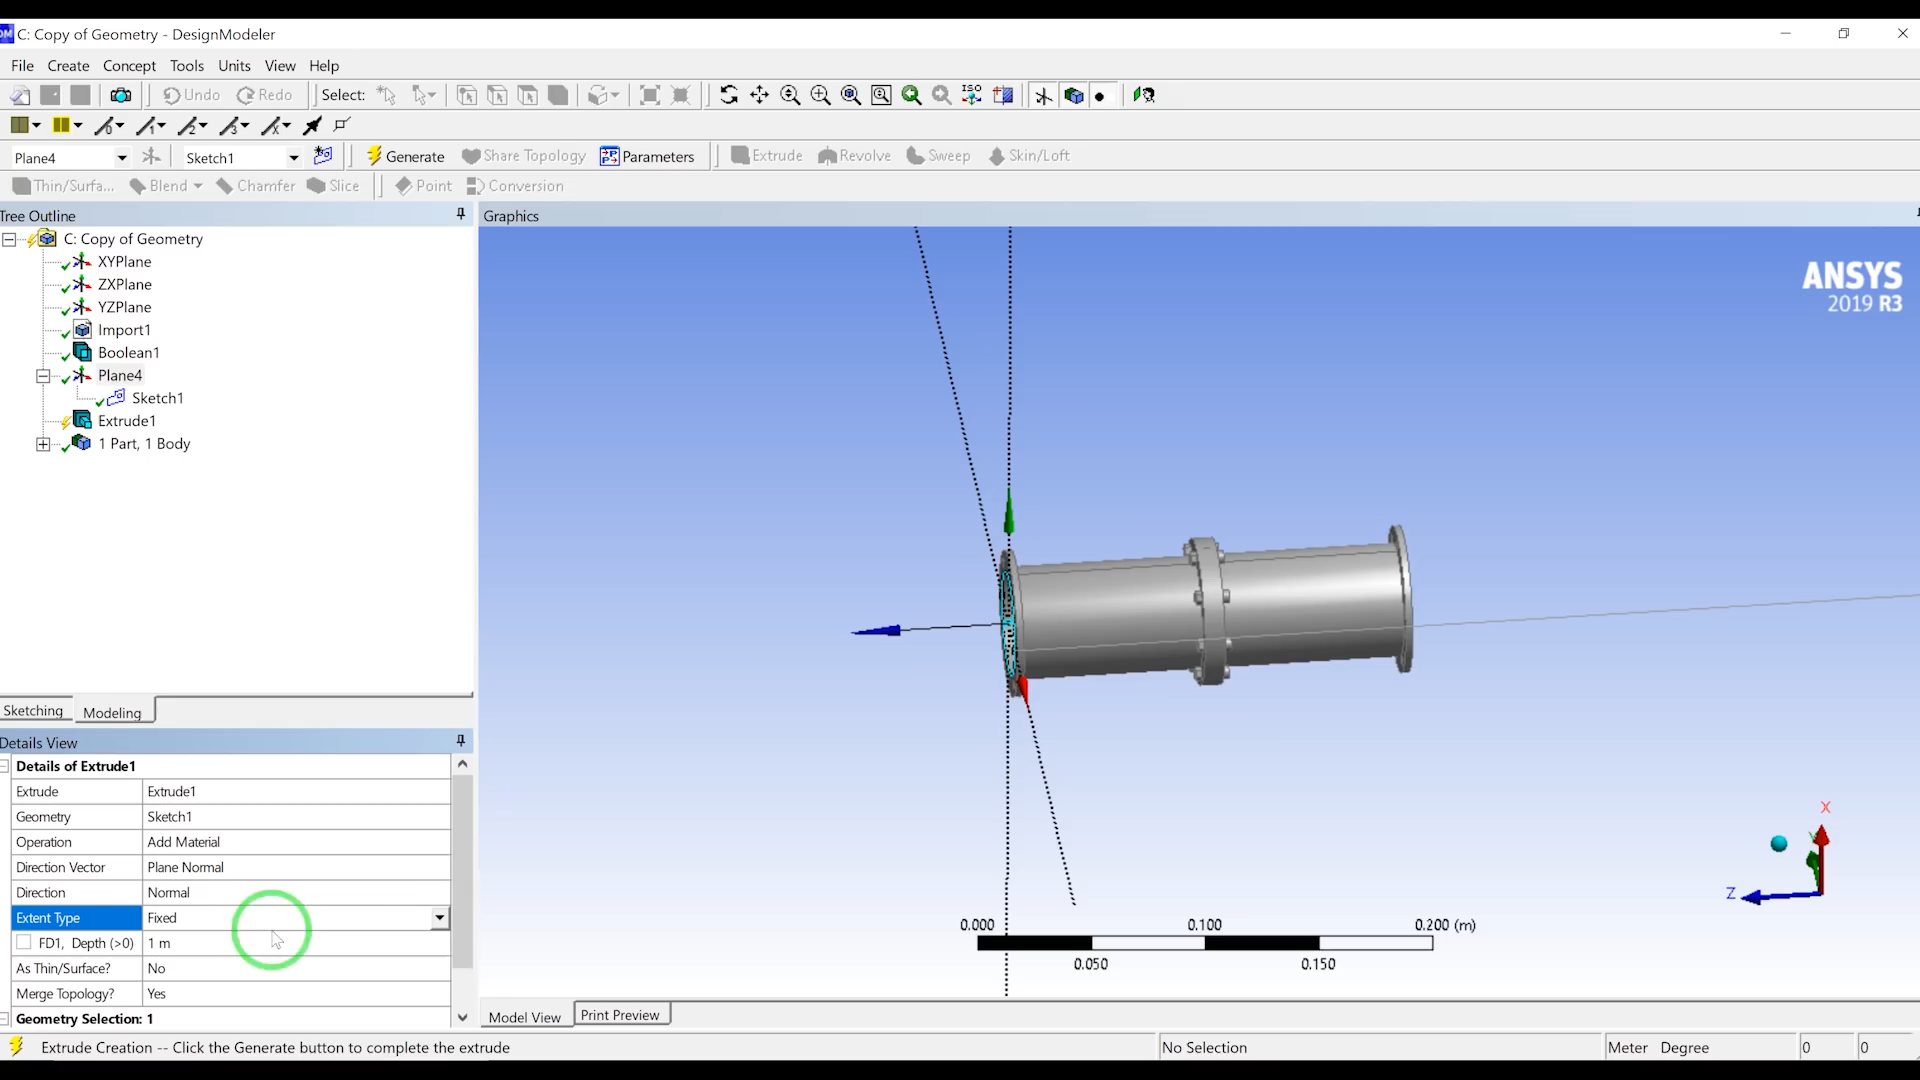 C: Copy of Geometry - DesignModeler
File Create Concept Tools Units View Help
Undo Redo Select: ISO
Plane4 Sketch1 Generate Share Topology Parameters Extrude Revolve Sweep Skin/Loft
Thin/Surfa... Blend Chamfer Slice Point Conversion
Tree Outline
Graphics
C: Copy of Geometry
XYPlane
ZXPlane
YZPlane
Import1
Boolean1
Plane4
Sketch1
Extrude1
1 Part, 1 Body
ANSYS
2019 R3
Sketching Modeling
Details View
Details of Extrude1
Extrude Extrude1
Geometry Sketch1
Operation Add Material
Direction Vector Plane Normal
Direction Normal
Extent Type Fixed
FD1, Depth (>0) 1 m
As Thin/Surface? No
Merge Topology? Yes
Geometry Selection: 1
X
Z
0.000 0.100 0.200 (m)
0.050 0.150
Model View Print Preview
Extrude Creation -- Click the Generate button to complete the extrude
No Selection
Meter Degree 0 0